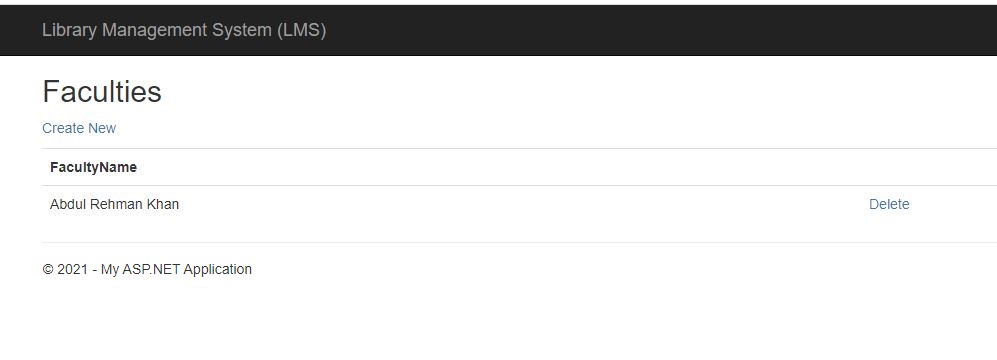 Library Management System (LMS)
Faculties
Create New
FacultyName
Abdul Rehman Khan Delete
© 2021 - My ASP.NET Application